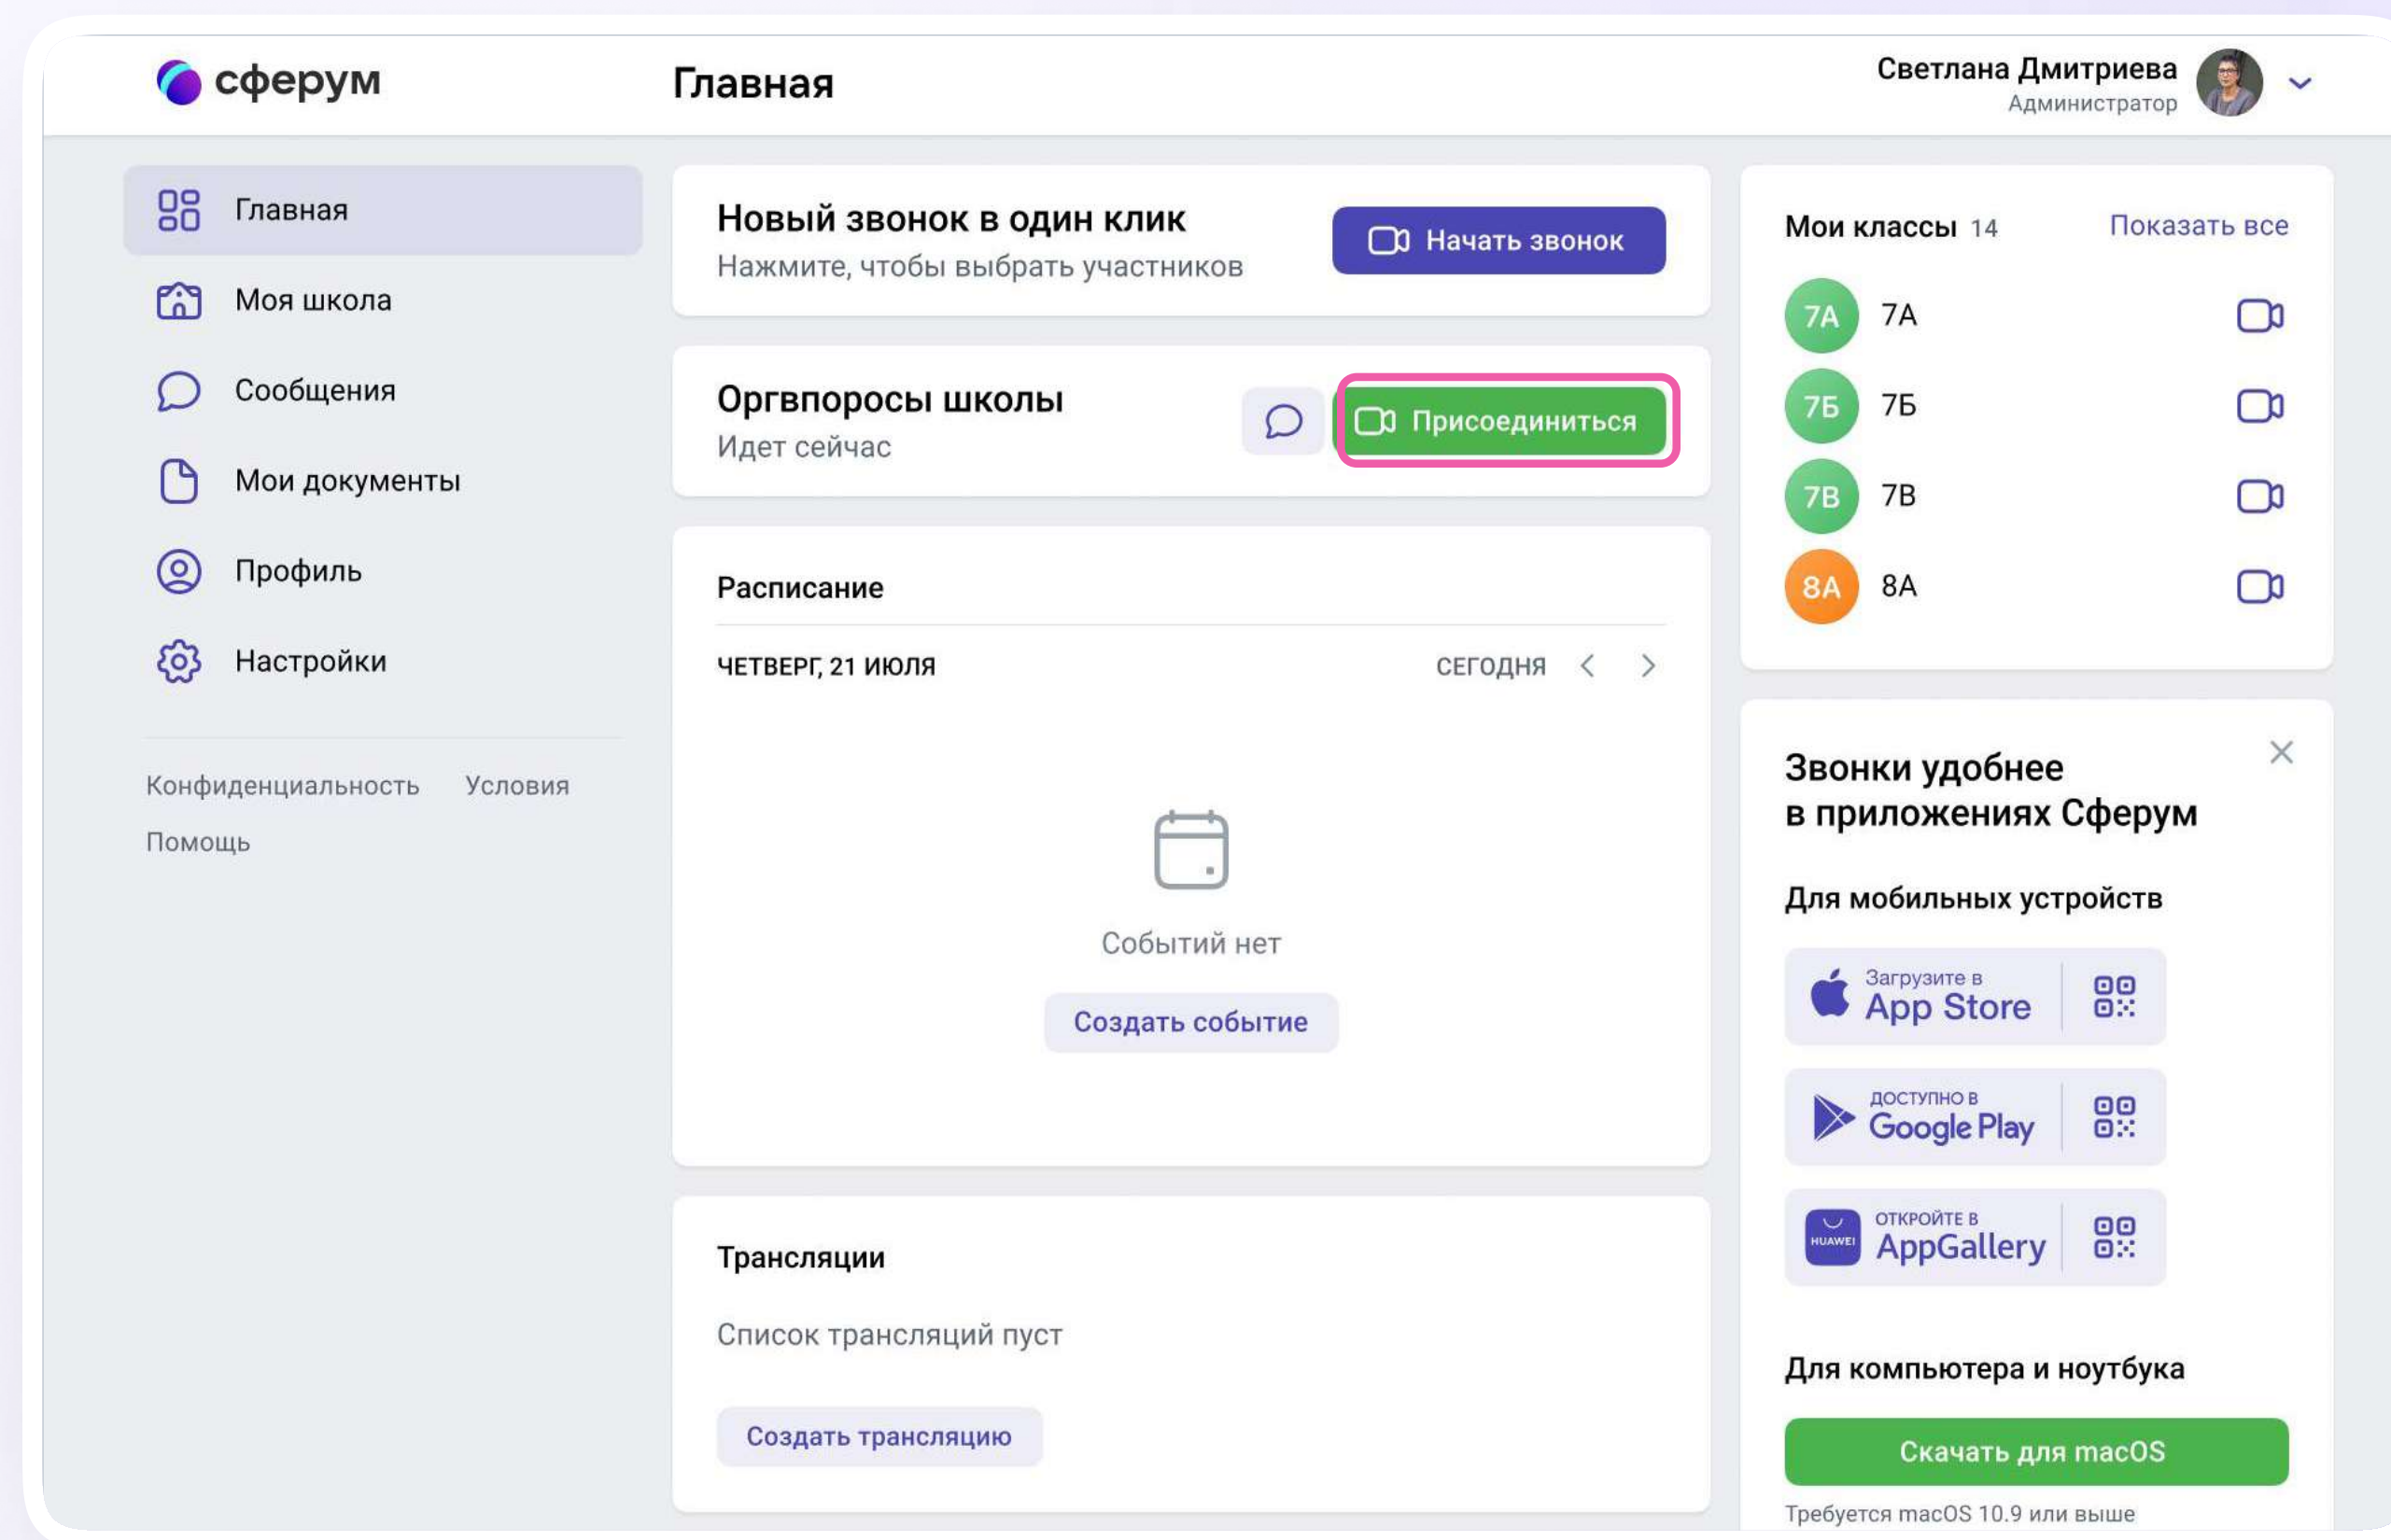 сферум
Главная
Светлана Дмитриева
Администратор
Главная
Моя школа
Сообщения
Мои документы
Профиль
Настройки
Конфиденциальность Условия
Помощь
Новый звонок в один клик
Нажмите, чтобы выбрать участников
Начать звонок
Оргвпоросы школы
Идет сейчас
Присоединиться
Расписание
ЧЕТВЕРГ, 21 ИЮЛЯ
СЕГОДНЯ
Событий нет
Создать событие
Трансляции
Список трансляций пуст
Создать трансляцию
Мои классы 14 Показать все
7А 7А
7Б 7Б
7В 7В
8А 8А
Звонки удобнее
в приложениях Сферум
Для мобильных устройств
Загрузите в
App Store
ДОСТУПНО В
Google Play
HUAWEI
ОТКРОЙТЕ В
AppGallery
Для компьютера и ноутбука
Скачать для macOS
Требуется macOS 10.9 или выше